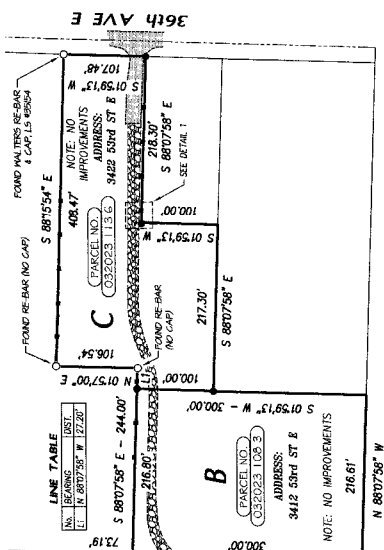 36th AVE E
FOUND WALTERS RE-BAR
& CAP, LS #35154
FOUND RE-BAR (NO CAP)
S 88°15'54" E
408.47'
NOTE: NO
IMPROVEMENTS
ADDRESS:
3422 53rd ST E
PARCEL NO.
032023 113 6
C
107.48'
S 01°59'13" W
218.30'
S 88°07'58" E
SEE DETAIL 1
100.00'
S 01°59'13" W
217.30'
S 88°07'58" E
106.54'
N 01°57'00" E
FOUND RE-BAR
(NO CAP)
L1
100.00'
S 01°59'13" W - 300.00'
LINE TABLE
No. BEARING DIST.
L1 N 88°07'58" W 27.20'
S 88°07'58" E - 244.00'
216.80'
73.19'
B
PARCEL NO.
032023 108 3
ADDRESS:
3412 53rd ST E
NOTE: NO IMPROVEMENTS
216.61'
N 88°07'58" W